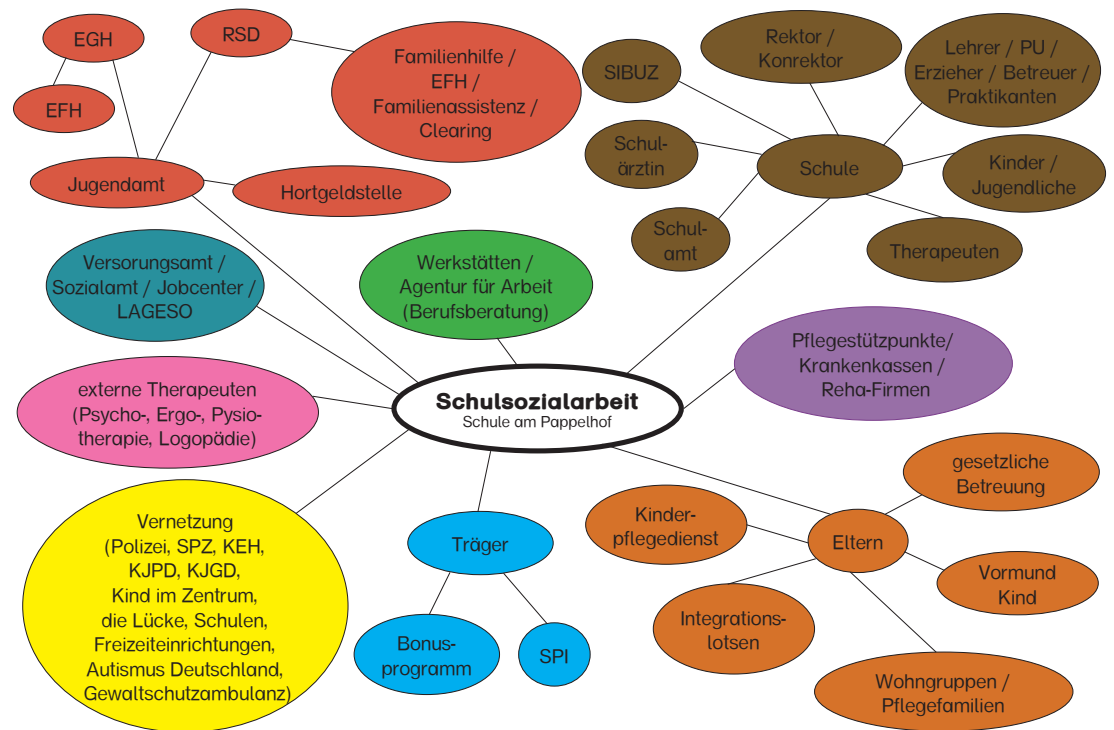 EGH
EFH
RSD
Familienhilfe /
EFH /
Familienassistenz /
Clearing
Jugendamt
Hortgeldstelle
SIBUZ
Rektor /
Konrektor
Lehrer / PU /
Erzieher / Betreuer /
Praktikanten
Schul-
ärztin
Schule
Kinder /
Jugendliche
Schul-
amt
Therapeuten
Versorungsamt /
Sozialamt / Jobcenter /
LAGESO
Werkstätten /
Agentur für Arbeit
(Berufsberatung)
Pflegestützpunkte/
Krankenkassen /
Reha-Firmen
externe Therapeuten
(Psycho-, Ergo-, Pysio-
therapie, Logopädie)
Schulsozialarbeit
Schule am Pappelhof
Vernetzung
(Polizei, SPZ, KEH,
KJPD, KJGD,
Kind im Zentrum,
die Lücke, Schulen,
Freizeiteinrichtungen,
Autismus Deutschland,
Gewaltschutzambulanz)
Träger
Bonus-
programm
SPI
Kinder-
pflegedienst
Eltern
gesetzliche
Betreuung
Vormund
Kind
Integrations-
lotsen
Wohngruppen /
Pflegefamilien